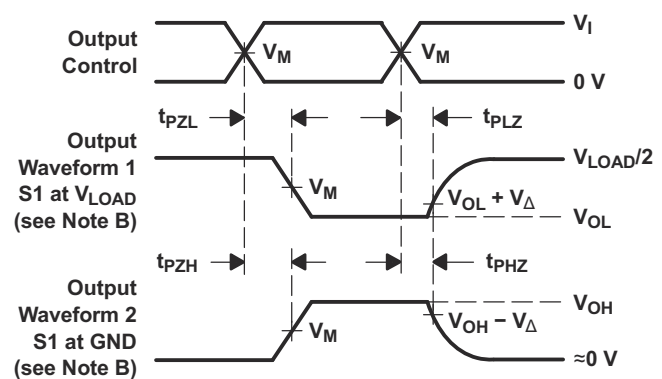 Output
Control
V_M
V_M
V_I
0 V
t_PZL
t_PLZ
Output
Waveform 1
S1 at V_LOAD
(see Note B)
V_M
V_LOAD/2
V_OL + V_Δ
V_OL
t_PZH
t_PHZ
Output
Waveform 2
S1 at GND
(see Note B)
V_M
V_OH
V_OH − V_Δ
≈0 V